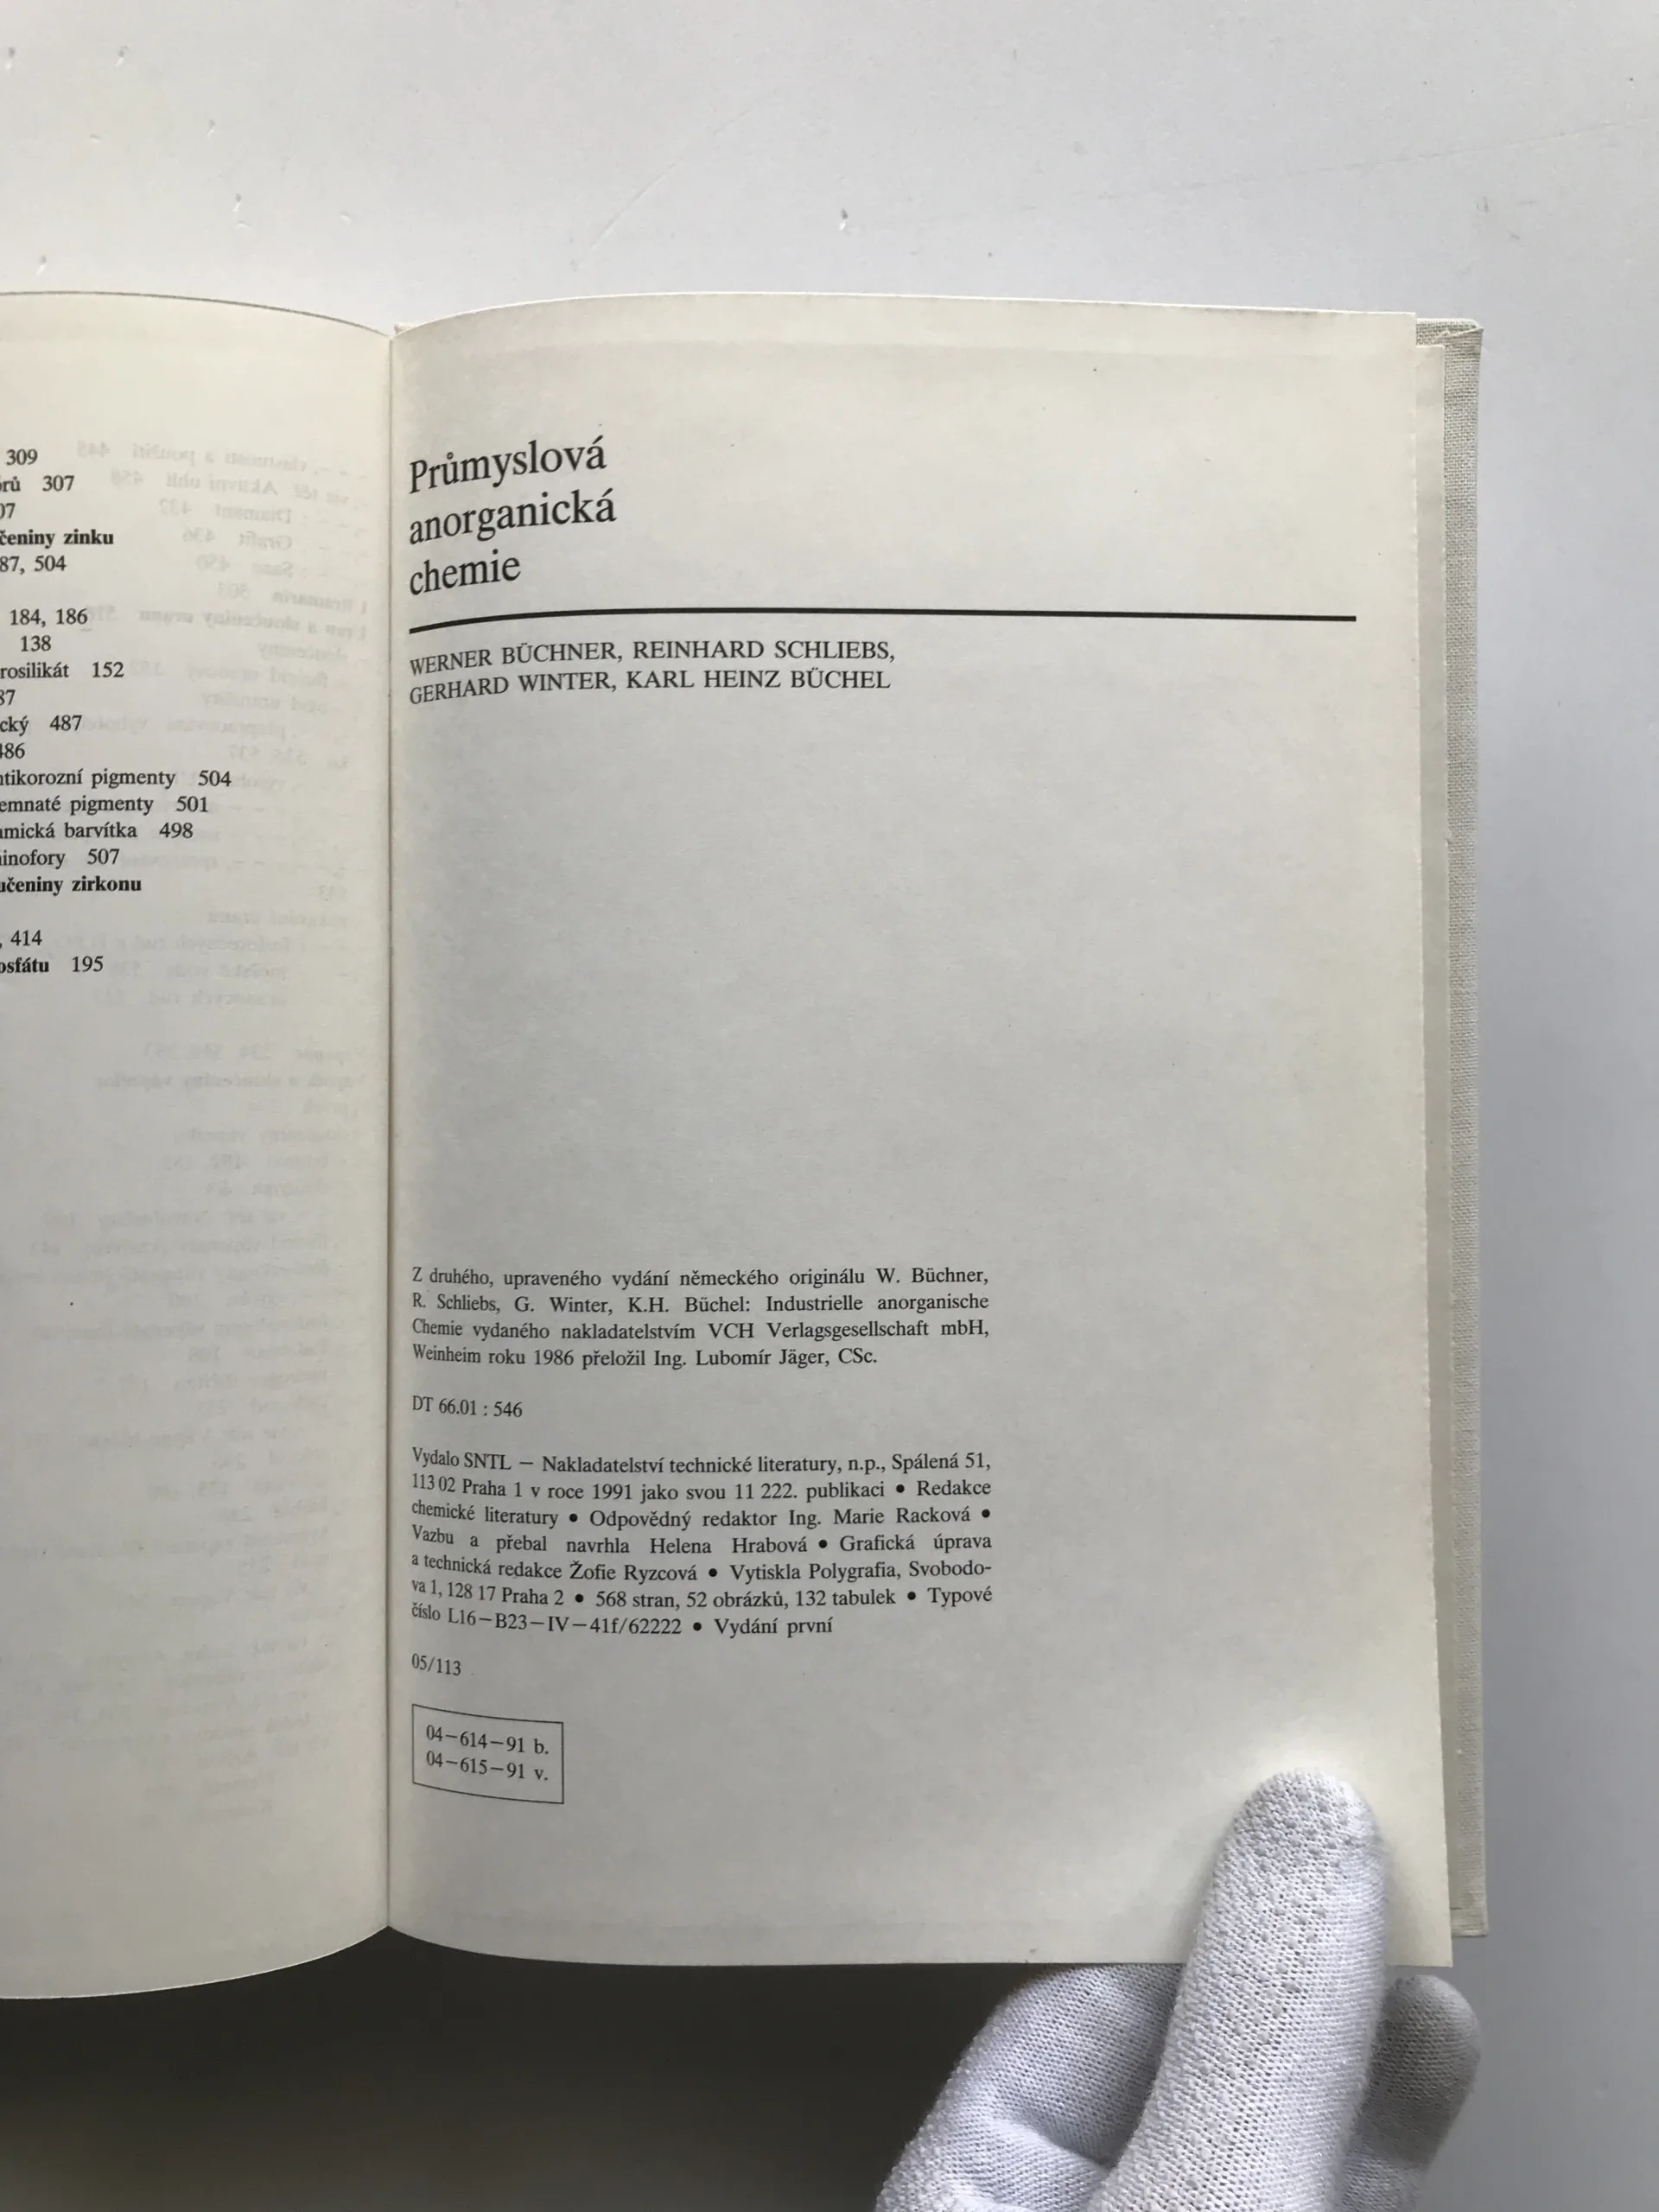 309
307
čeniny zinku
87, 504
184, 186
138
rosilikát 152
37
cký 487
486
ntikorozní pigmenty 504
emnaté pigmenty 501
amická barvítka 498
inofory 507
učeniny zirkonu
, 414
osfátu 195
Průmyslová
anorganická
chemie
WERNER BÜCHNER, REINHARD SCHLIEBS,
GERHARD WINTER, KARL HEINZ BÜCHEL
Z druhého, upraveného vydání německého originálu W. Büchner,
R. Schliebs, G. Winter, K.H. Büchel: Industrielle anorganische
Chemie vydaného nakladatelstvím VCH Verlagsgesellschaft mbH,
Weinheim roku 1986 přeložil Ing. Lubomír Jäger, CSc.
DT 66.01 : 546
Vydalo SNTL — Nakladatelství technické literatury, n.p., Spálená 51,
113 02 Praha 1 v roce 1991 jako svou 11 222. publikaci • Redakce
chemické literatury • Odpovědný redaktor Ing. Marie Racková •
Vazbu a přebal navrhla Helena Hrabová • Grafická úprava
a technická redakce Žofie Ryzcová • Vytiskla Polygrafia, Svobodo-
va 1, 128 17 Praha 2 • 568 stran, 52 obrázků, 132 tabulek • Typové
číslo L16—B23—IV—41f/62222 • Vydání první
05/113
04—614—91 b.
04—615—91 v.